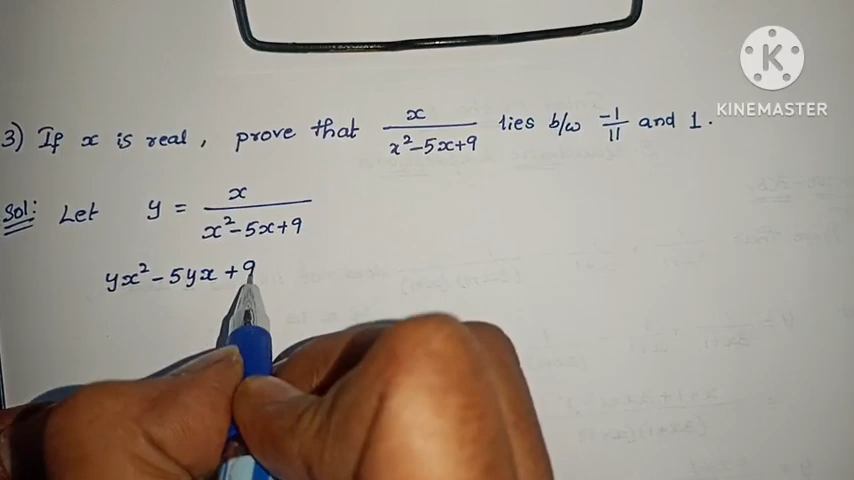 KINEMASTER
3) If x is real, prove that x/(x²-5x+9) lies b/w -1/11 and 1.
Sol: Let y = x/(x²-5x+9)
yx² - 5yx + 9